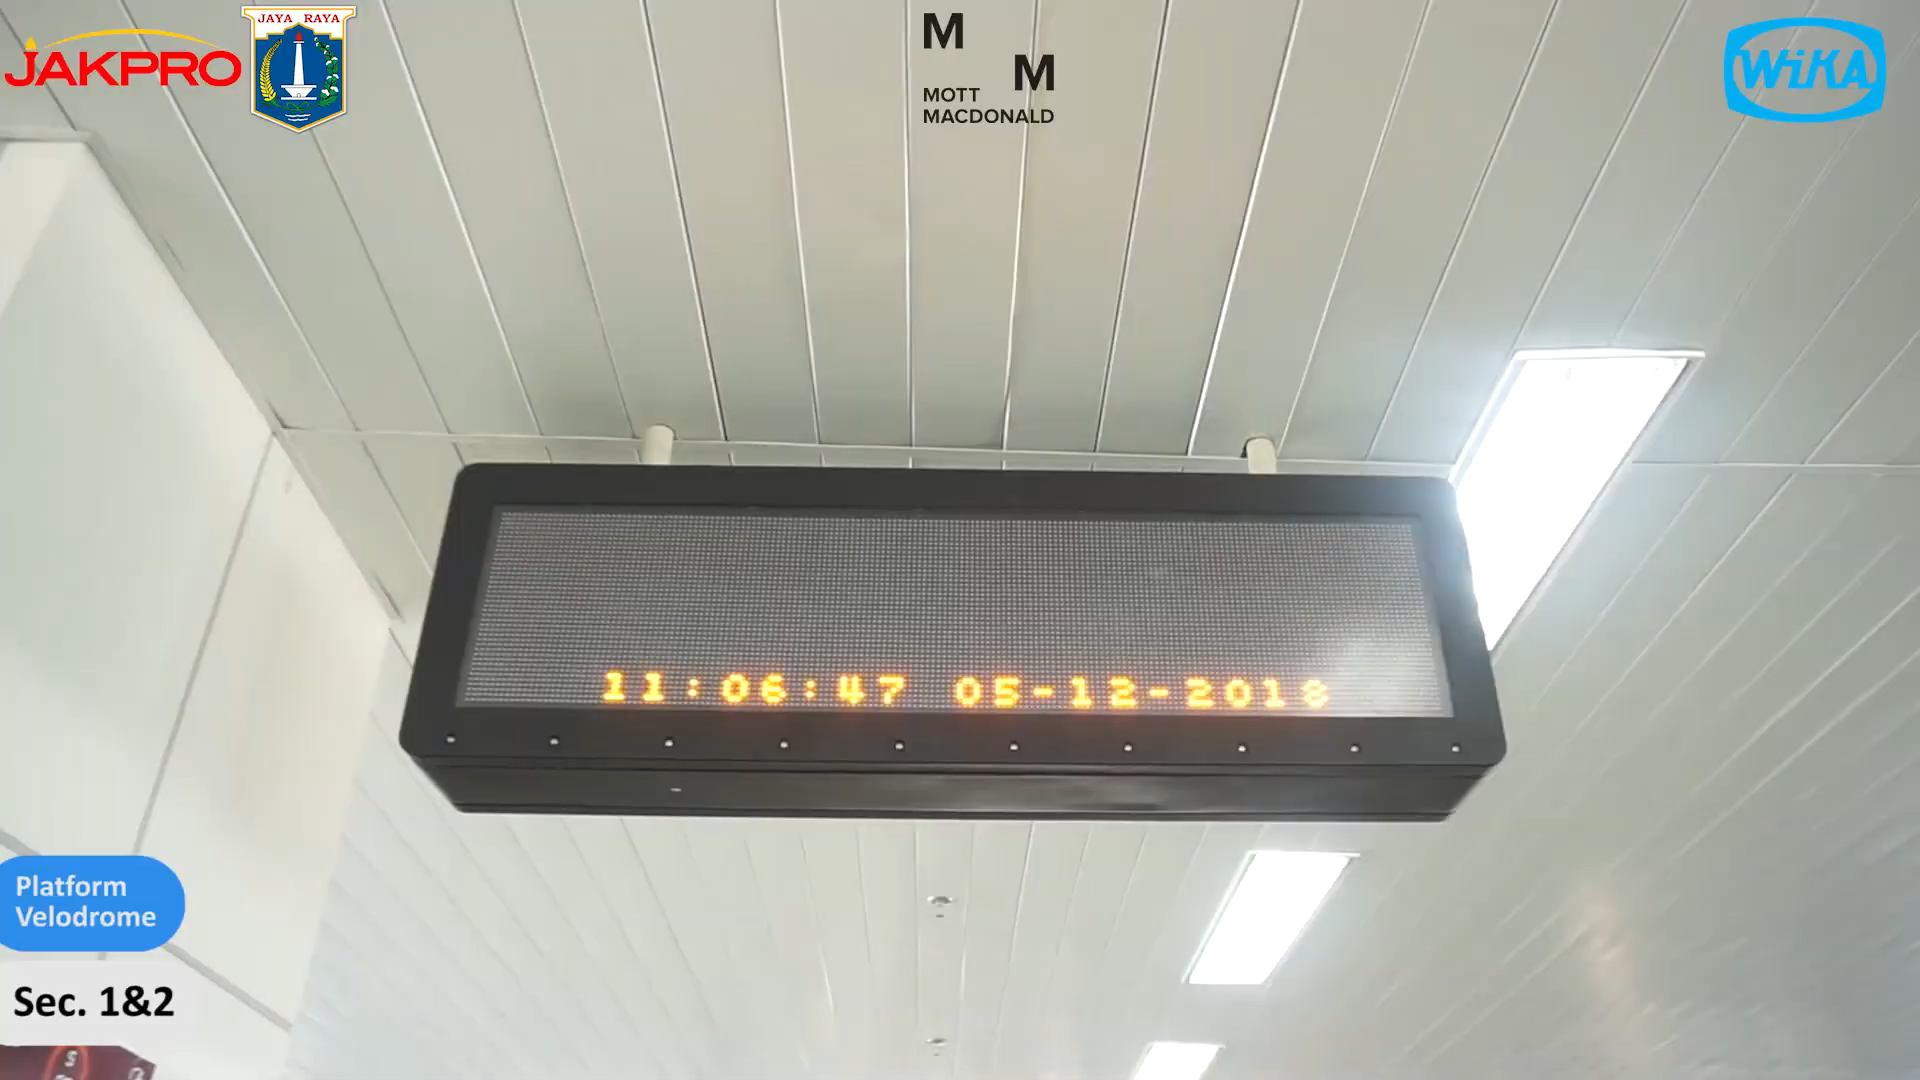 JAKPRO
JAYA RAYA
M
M
MOTT
MACDONALD
WiKA
11:06:47 05-12-2018
Platform
Velodrome
Sec. 1&2